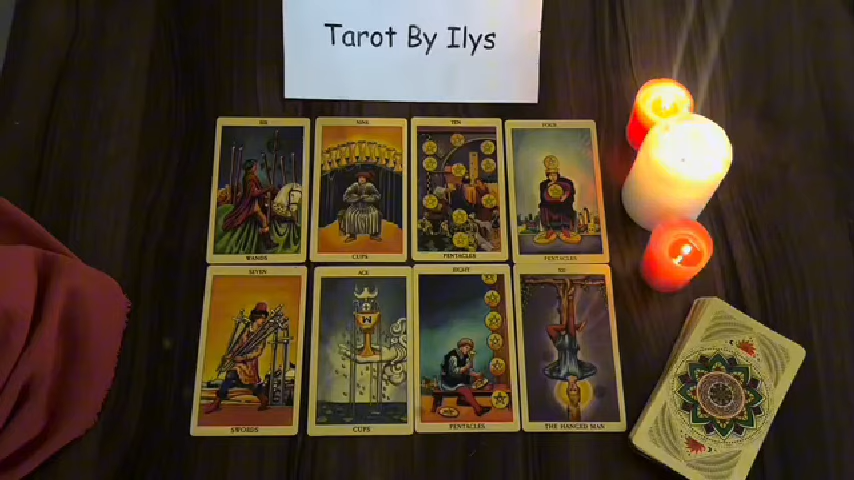 Tarot By Ilys
SIX
NINE
TEN
FOUR
WANDS
CUPS
PENTACLES
PENTACLES
SEVEN
ACE
EIGHT
XII
SWORDS
CUPS
PENTACLES
THE HANGED MAN